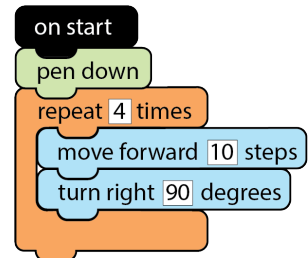 on start
pen down
repeat 4 times
move forward 10 steps
turn right 90 degrees